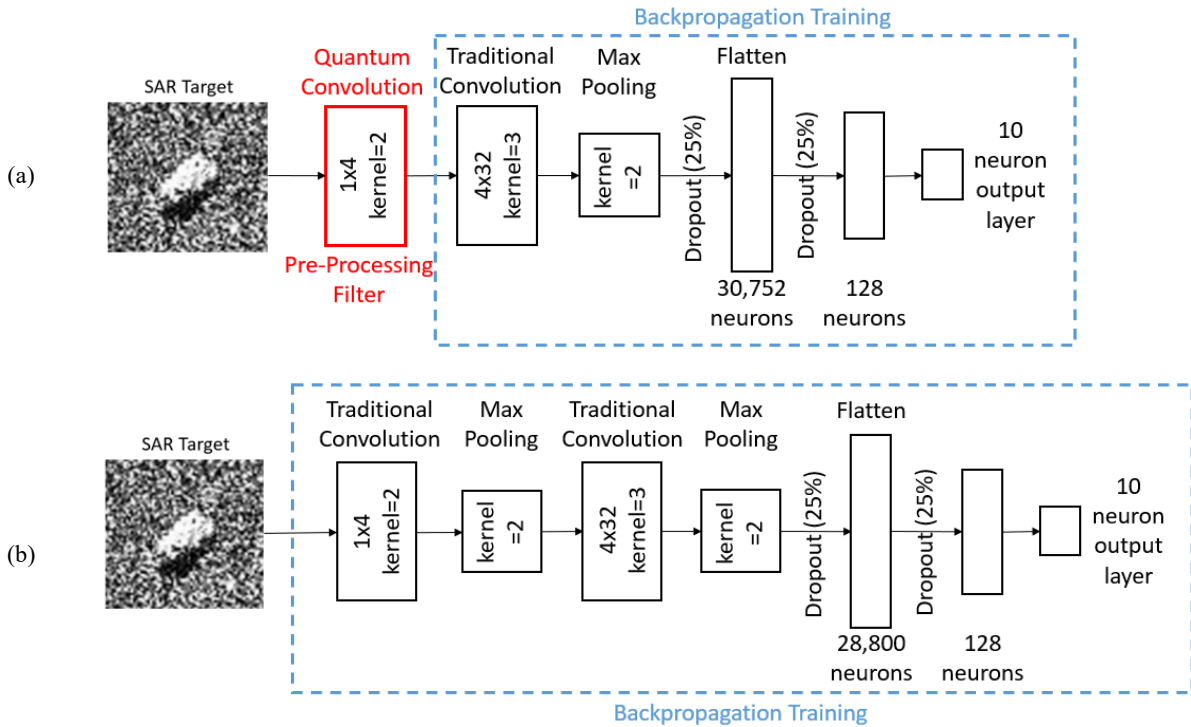 Backpropagation Training
(a)
SAR Target
Quantum
Convolution
1x4
kernel=2
Pre-Processing
Filter
Traditional
Convolution
4x32
kernel=3
Max
Pooling
kernel
=2
Dropout (25%)
Flatten
30,752
neurons
Dropout (25%)
128
neurons
10
neuron
output
layer
(b)
SAR Target
Traditional
Convolution
1x4
kernel=2
Max
Pooling
kernel
=2
Traditional
Convolution
4x32
kernel=3
Max
Pooling
kernel
=2
Dropout (25%)
Flatten
28,800
neurons
Dropout (25%)
128
neurons
10
neuron
output
layer
Backpropagation Training